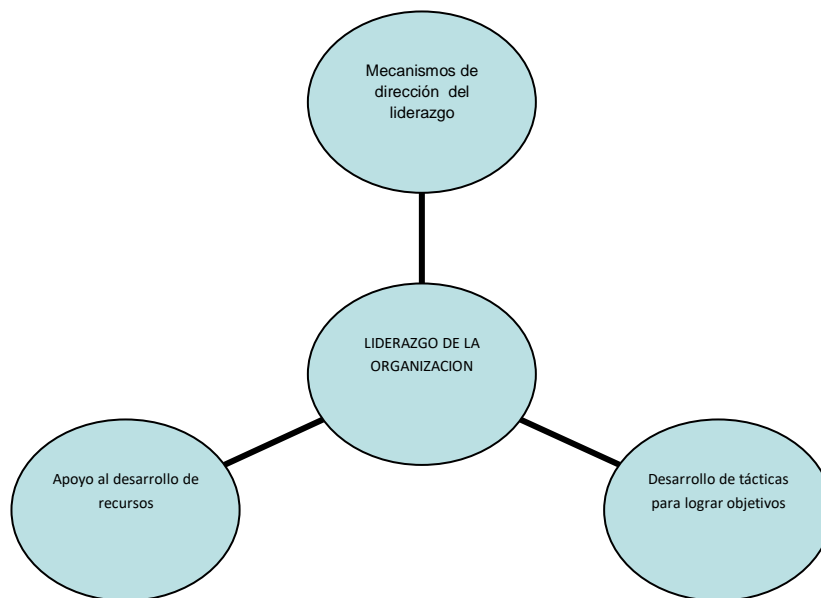 Mecanismos de
dirección del
liderazgo
LIDERAZGO DE LA
ORGANIZACION
Apoyo al desarrollo de
recursos
Desarrollo de tácticas
para lograr objetivos